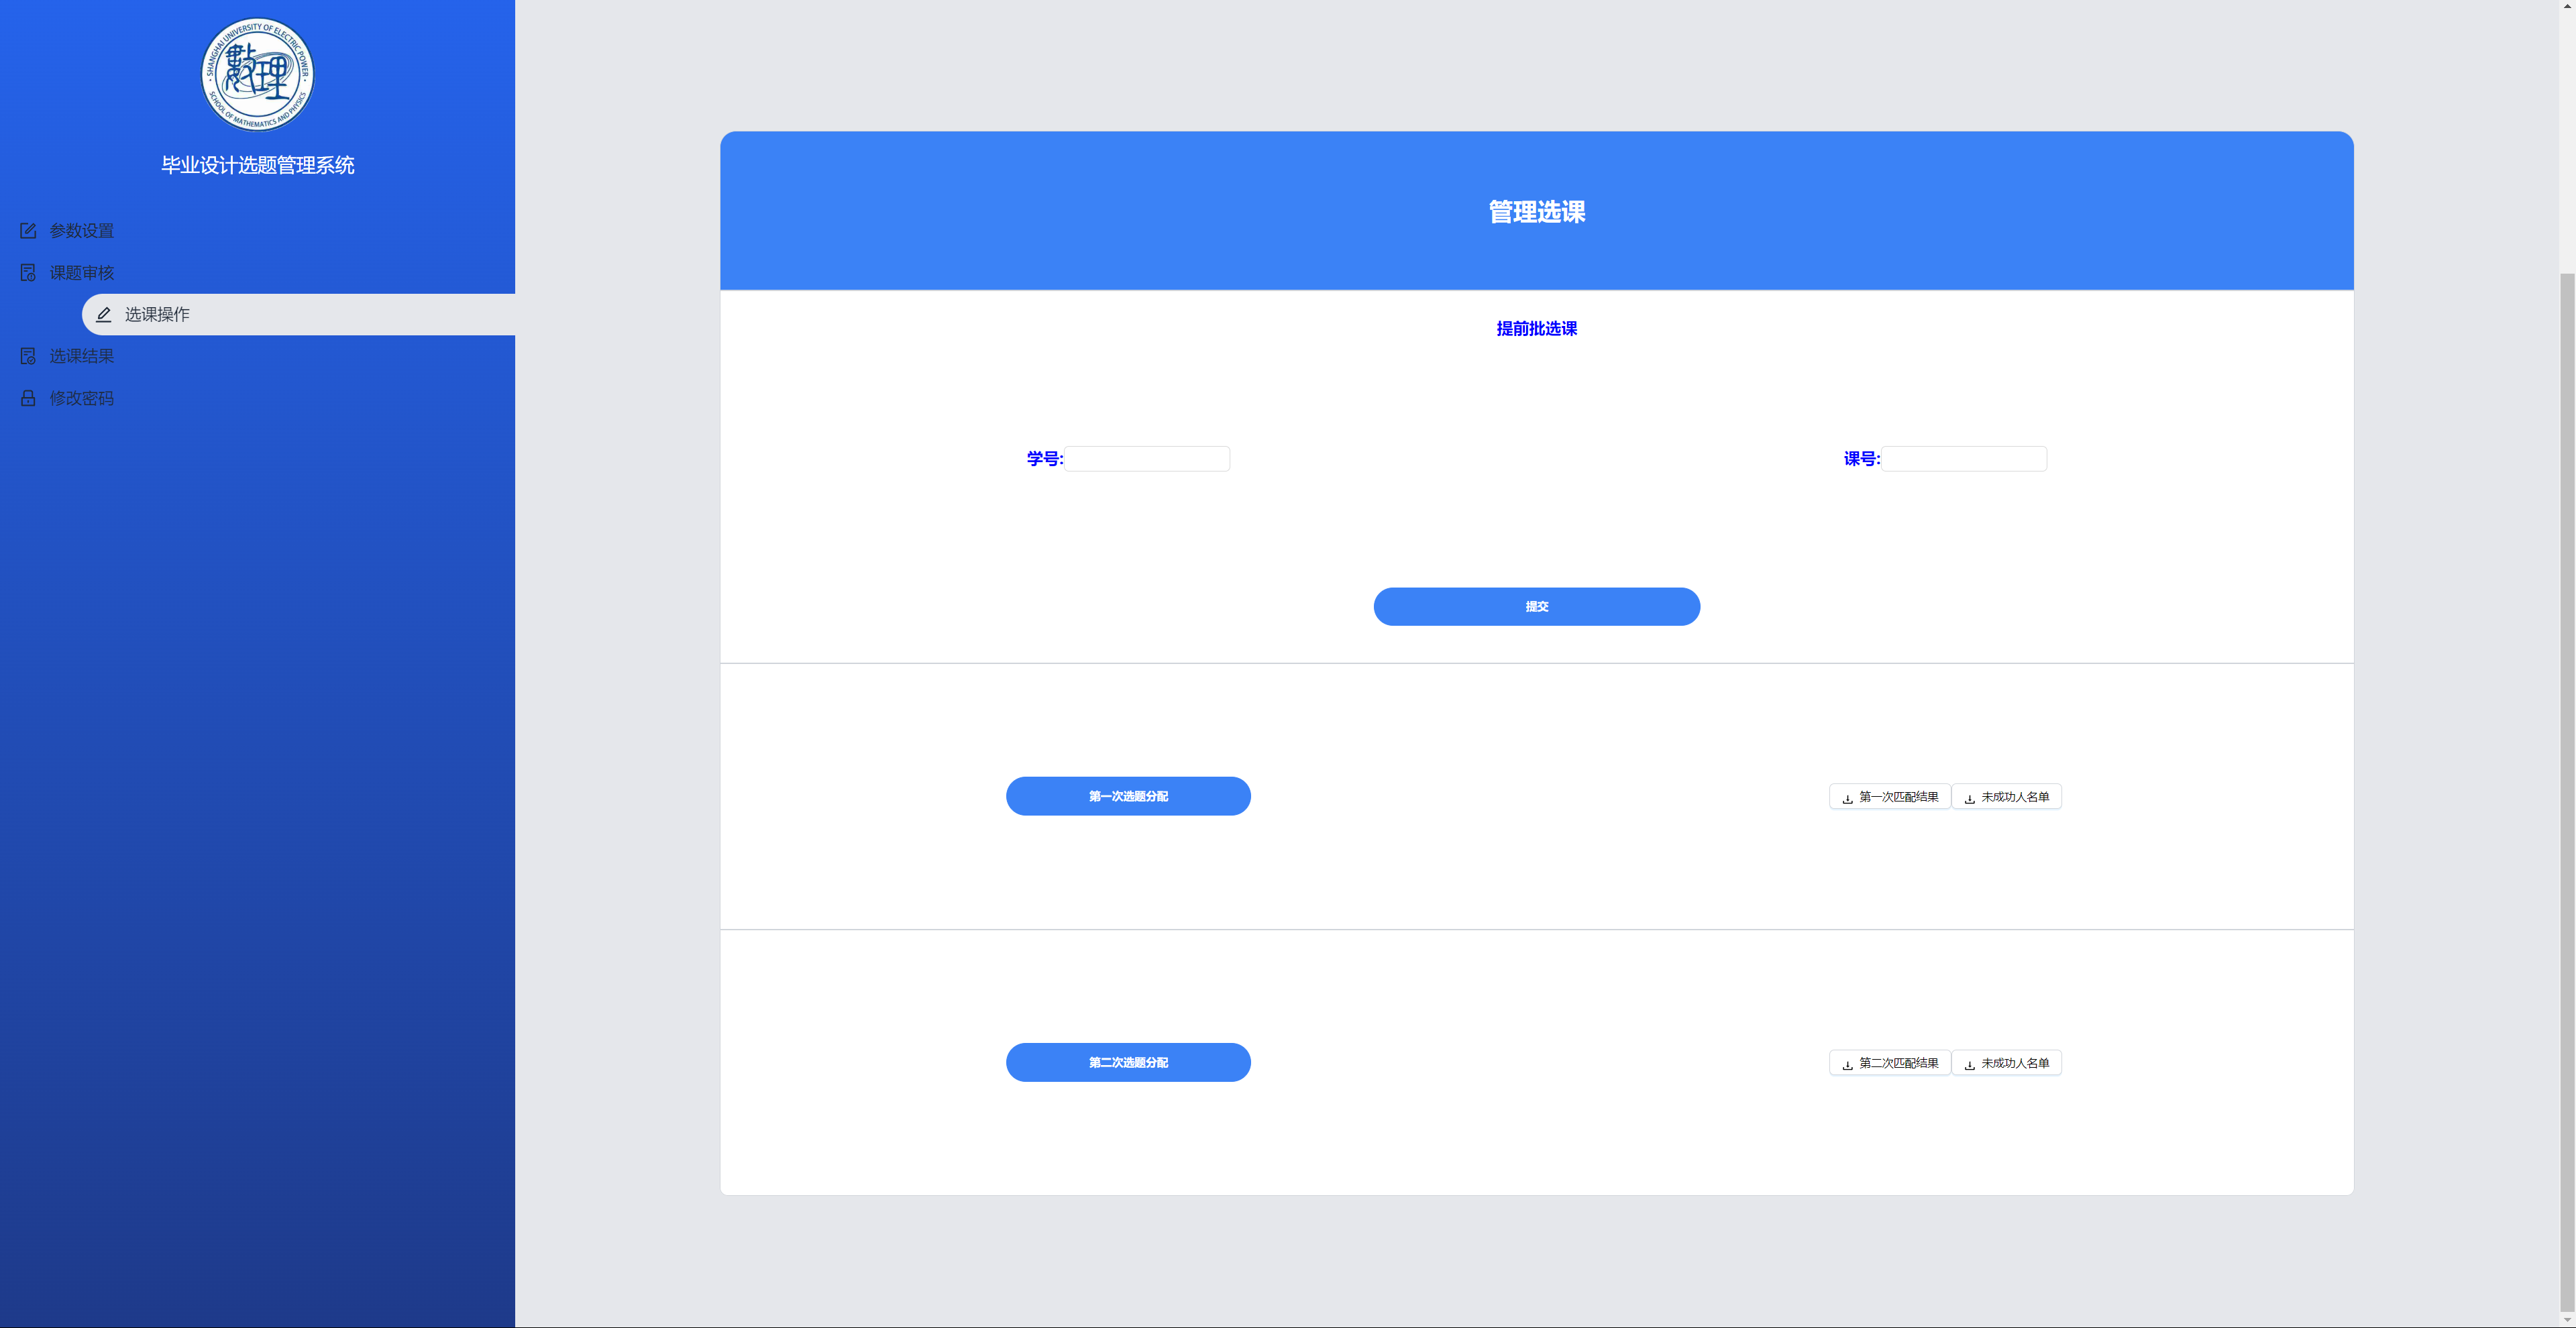 SHANGHAI UNIVERSITY OF ELECTRIC POWER
数理
SCHOOL OF MATHEMATICS AND PHYSICS
毕业设计选题管理系统
参数设置
课题审核
选课操作
选课结果
修改密码
管理选课
提前批选课
学号: 课号:
提交
第一次选题分配 第一次匹配结果 未成功人名单
第二次选题分配 第二次匹配结果 未成功人名单